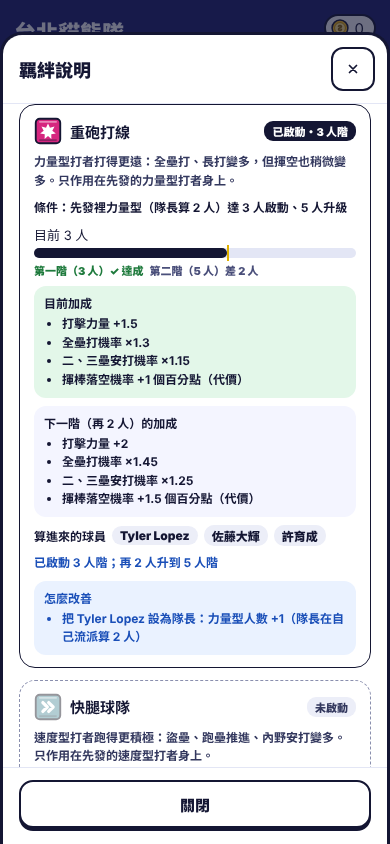 台北獵熊隊
0
羈絆說明
×
重砲打線
已啟動・3 人階
力量型打者打得更遠：全壘打、長打變多，但揮空也稍微變
多。只作用在先發的力量型打者身上。
條件：先發裡力量型（隊長算 2 人）達 3 人啟動、5 人升級
目前 3 人
第一階（3 人）✓ 達成 第二階（5 人）差 2 人
目前加成
• 打擊力量 +1.5
• 全壘打機率 ×1.3
• 二、三壘安打機率 ×1.15
• 揮棒落空機率 +1 個百分點（代價）
下一階（再 2 人）的加成
• 打擊力量 +2
• 全壘打機率 ×1.45
• 二、三壘安打機率 ×1.25
• 揮棒落空機率 +1.5 個百分點（代價）
算進來的球員 Tyler Lopez 佐藤大輝 許育成
已啟動 3 人階；再 2 人升到 5 人階
怎麼改善
• 把 Tyler Lopez 設為隊長：力量型人數 +1（隊長在自
己流派算 2 人）
快腿球隊
未啟動
速度型打者跑得更積極：盜壘、跑壘推進、內野安打變多。
只作用在先發的速度型打者身上。
關閉